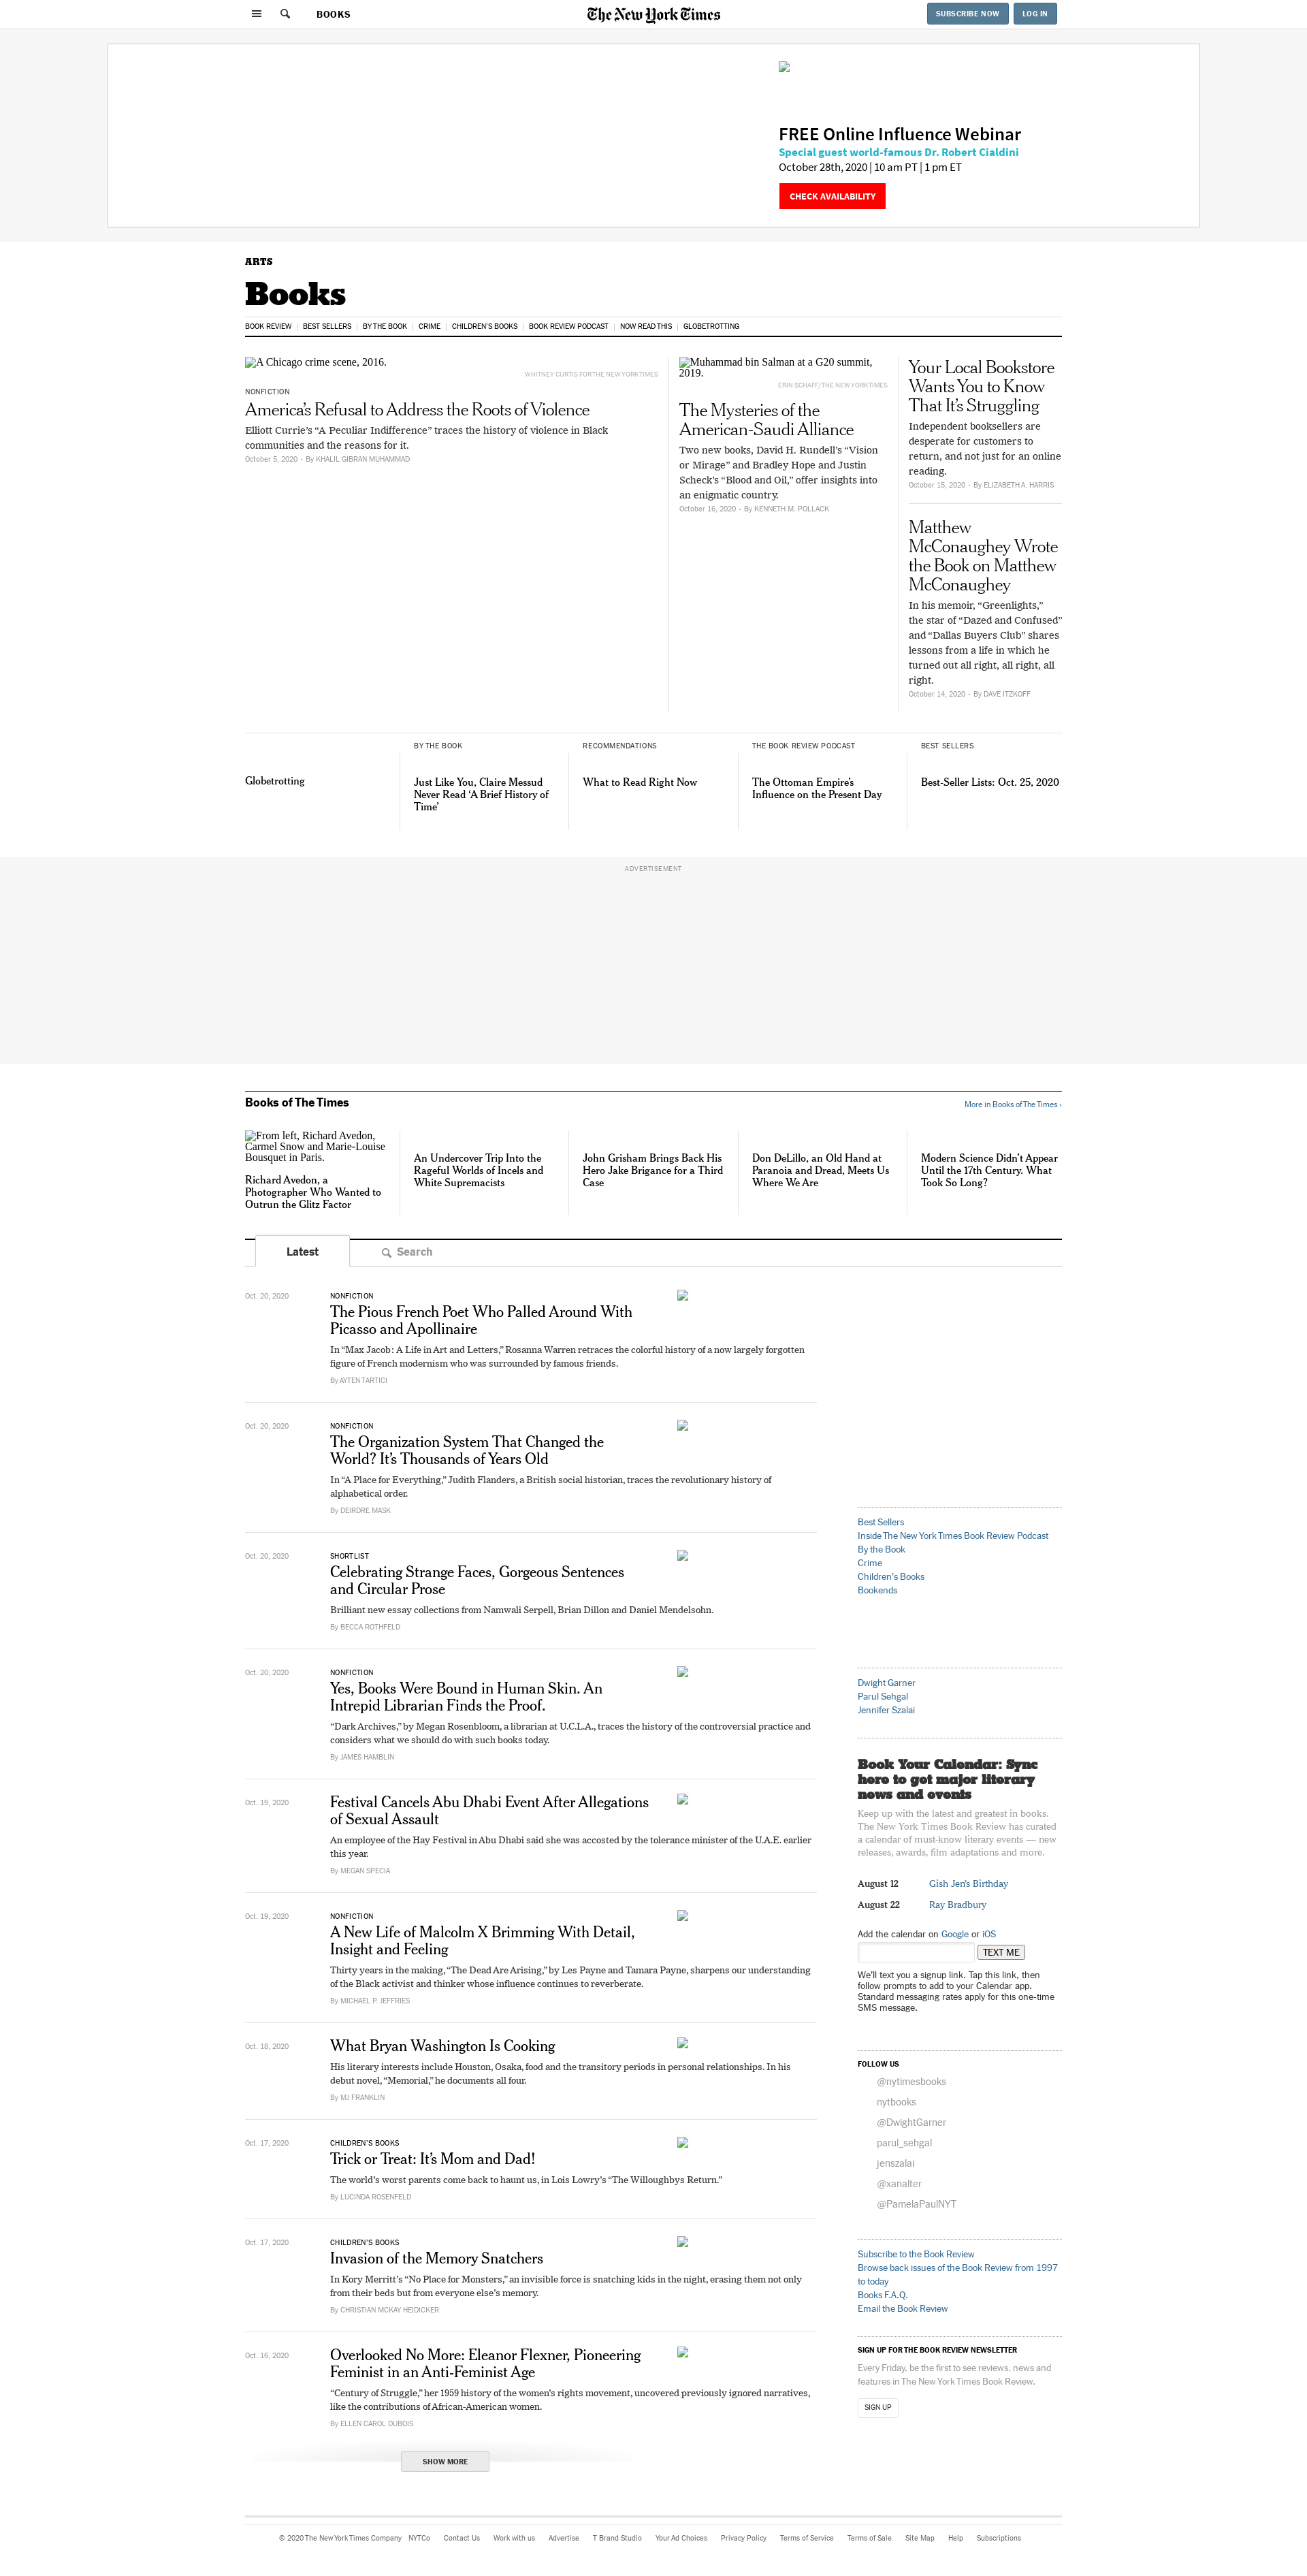 BOOKS
The New York Times
SUBSCRIBE NOW
LOG IN
FREE Online Influence Webinar
Special guest world-famous Dr. Robert Cialdini
October 28th, 2020 | 10 am PT | 1 pm ET
CHECK AVAILABILITY
ARTS
Books
BOOK REVIEW | BEST SELLERS | BY THE BOOK | CRIME | CHILDREN'S BOOKS | BOOK REVIEW PODCAST | NOW READ THIS | GLOBETROTTING
A Chicago crime scene, 2016.
WHITNEY CURTIS FOR THE NEW YORK TIMES
NONFICTION
America’s Refusal to Address the Roots of Violence
Elliott Currie’s “A Peculiar Indifference” traces the history of violence in Black
communities and the reasons for it.
October 5, 2020 • By KHALIL GIBRAN MUHAMMAD
Muhammad bin Salman at a G20 summit,
2019.
ERIN SCHAFF/THE NEW YORK TIMES
The Mysteries of the
American-Saudi Alliance
Two new books, David H. Rundell’s “Vision
or Mirage” and Bradley Hope and Justin
Scheck’s “Blood and Oil,” offer insights into
an enigmatic country.
October 16, 2020 • By KENNETH M. POLLACK
Your Local Bookstore
Wants You to Know
That It’s Struggling
Independent booksellers are
desperate for customers to
return, and not just for an online
reading.
October 15, 2020 • By ELIZABETH A. HARRIS
Matthew
McConaughey Wrote
the Book on Matthew
McConaughey
In his memoir, “Greenlights,”
the star of “Dazed and Confused”
and “Dallas Buyers Club” shares
lessons from a life in which he
turned out all right, all right, all
right.
October 14, 2020 • By DAVE ITZKOFF
Globetrotting
BY THE BOOK
Just Like You, Claire Messud
Never Read ‘A Brief History of
Time’
RECOMMENDATIONS
What to Read Right Now
THE BOOK REVIEW PODCAST
The Ottoman Empire’s
Influence on the Present Day
BEST SELLERS
Best-Seller Lists: Oct. 25, 2020
ADVERTISEMENT
Books of The Times
More in Books of The Times ›
From left, Richard Avedon,
Carmel Snow and Marie-Louise
Bousquet in Paris.
Richard Avedon, a
Photographer Who Wanted to
Outrun the Glitz Factor
An Undercover Trip Into the
Rageful Worlds of Incels and
White Supremacists
John Grisham Brings Back His
Hero Jake Brigance for a Third
Case
Don DeLillo, an Old Hand at
Paranoia and Dread, Meets Us
Where We Are
Modern Science Didn’t Appear
Until the 17th Century. What
Took So Long?
Latest
Search
Oct. 20, 2020
NONFICTION
The Pious French Poet Who Palled Around With
Picasso and Apollinaire
In “Max Jacob: A Life in Art and Letters,” Rosanna Warren retraces the colorful history of a now largely forgotten
figure of French modernism who was surrounded by famous friends.
By AYTEN TARTICI
Oct. 20, 2020
NONFICTION
The Organization System That Changed the
World? It’s Thousands of Years Old
In “A Place for Everything,” Judith Flanders, a British social historian, traces the revolutionary history of
alphabetical order.
By DEIRDRE MASK
Oct. 20, 2020
SHORTLIST
Celebrating Strange Faces, Gorgeous Sentences
and Circular Prose
Brilliant new essay collections from Namwali Serpell, Brian Dillon and Daniel Mendelsohn.
By BECCA ROTHFELD
Oct. 20, 2020
NONFICTION
Yes, Books Were Bound in Human Skin. An
Intrepid Librarian Finds the Proof.
“Dark Archives,” by Megan Rosenbloom, a librarian at U.C.L.A., traces the history of the controversial practice and
considers what we should do with such books today.
By JAMES HAMBLIN
Oct. 19, 2020
Festival Cancels Abu Dhabi Event After Allegations
of Sexual Assault
An employee of the Hay Festival in Abu Dhabi said she was accosted by the tolerance minister of the U.A.E. earlier
this year.
By MEGAN SPECIA
Oct. 19, 2020
NONFICTION
A New Life of Malcolm X Brimming With Detail,
Insight and Feeling
Thirty years in the making, “The Dead Are Arising,” by Les Payne and Tamara Payne, sharpens our understanding
of the Black activist and thinker whose influence continues to reverberate.
By MICHAEL P. JEFFRIES
Oct. 18, 2020
What Bryan Washington Is Cooking
His literary interests include Houston, Osaka, food and the transitory periods in personal relationships. In his
debut novel, “Memorial,” he documents all four.
By MJ FRANKLIN
Oct. 17, 2020
CHILDREN’S BOOKS
Trick or Treat: It’s Mom and Dad!
The world’s worst parents come back to haunt us, in Lois Lowry’s “The Willoughbys Return.”
By LUCINDA ROSENFELD
Oct. 17, 2020
CHILDREN’S BOOKS
Invasion of the Memory Snatchers
In Kory Merritt’s “No Place for Monsters,” an invisible force is snatching kids in the night, erasing them not only
from their beds but from everyone else’s memory.
By CHRISTIAN MCKAY HEIDICKER
Oct. 16, 2020
Overlooked No More: Eleanor Flexner, Pioneering
Feminist in an Anti-Feminist Age
“Century of Struggle,” her 1959 history of the women’s rights movement, uncovered previously ignored narratives,
like the contributions of African-American women.
By ELLEN CAROL DUBOIS
SHOW MORE
Best Sellers
Inside The New York Times Book Review Podcast
By the Book
Crime
Children's Books
Bookends
Dwight Garner
Parul Sehgal
Jennifer Szalai
Book Your Calendar: Sync
here to get major literary
news and events
Keep up with the latest and greatest in books.
The New York Times Book Review has curated
a calendar of must-know literary events — new
releases, awards, film adaptations and more.
August 12 Gish Jen's Birthday
August 22 Ray Bradbury
Add the calendar on Google or iOS
TEXT ME
We’ll text you a signup link. Tap this link, then
follow prompts to add to your Calendar app.
Standard messaging rates apply for this one-time
SMS message.
FOLLOW US
@nytimesbooks
nytbooks
@DwightGarner
parul_sehgal
jenszalai
@xanalter
@PamelaPaulNYT
Subscribe to the Book Review
Browse back issues of the Book Review from 1997
to today
Books F.A.Q.
Email the Book Review
SIGN UP FOR THE BOOK REVIEW NEWSLETTER
Every Friday, be the first to see reviews, news and
features in The New York Times Book Review.
SIGN UP
© 2020 The New York Times Company NYTCo Contact Us Work with us Advertise T Brand Studio Your Ad Choices Privacy Policy Terms of Service Terms of Sale Site Map Help Subscriptions